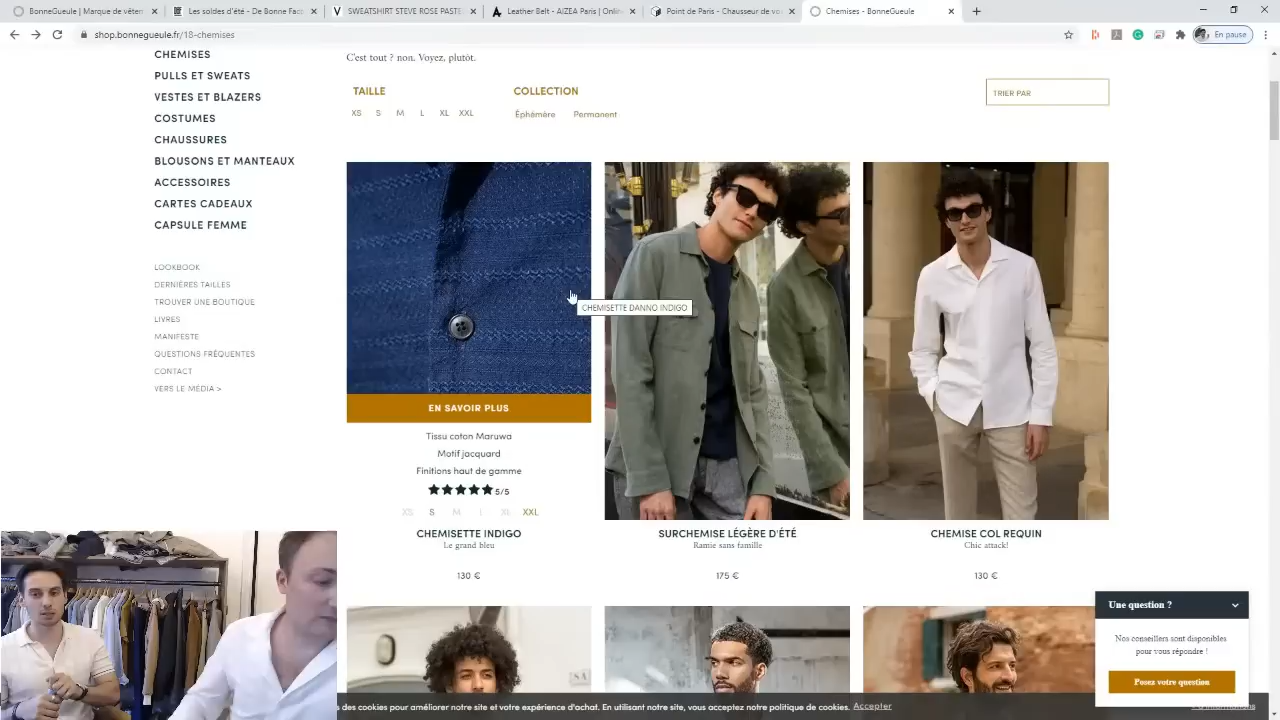 BonneGueule | Marque de vêtem
Les soldes d'été - De Bonne Fac
SWEATSHIRT STEVE ROSE PASTE
Leather Belt - AIZEA Paris (Onlin
Point de Paris - Chaussure de vo
Chemises - BonneGueule
shop.bonnegueule.fr/18-chemises
En pause
CHEMISES
PULLS ET SWEATS
VESTES ET BLAZERS
COSTUMES
CHAUSSURES
BLOUSONS ET MANTEAUX
ACCESSOIRES
CARTES CADEAUX
CAPSULE FEMME
LOOKBOOK
DERNIÈRES TAILLES
TROUVER UNE BOUTIQUE
LIVRES
MANIFESTE
QUESTIONS FRÉQUENTES
CONTACT
VERS LE MÉDIA >
C'est tout ? non. Voyez, plutôt.
TAILLE
XS S M L XL XXL
COLLECTION
Éphémère Permanent
TRIER PAR
CHEMISETTE DANNO INDIGO
EN SAVOIR PLUS
Tissu coton Maruwa
Motif jacquard
Finitions haut de gamme
5/5
XS S M L XL XXL
CHEMISETTE INDIGO
Le grand bleu
130 €
SURCHEMISE LÉGÈRE D'ÉTÉ
Ramie sans famille
175 €
CHEMISE COL REQUIN
Chic attack!
130 €
Une question ?
Nos conseillers sont disponibles
pour vous répondre !
Posez votre question
des cookies pour améliorer notre site et votre expérience d'achat. En utilisant notre site, vous acceptez notre politique de cookies. Accepter